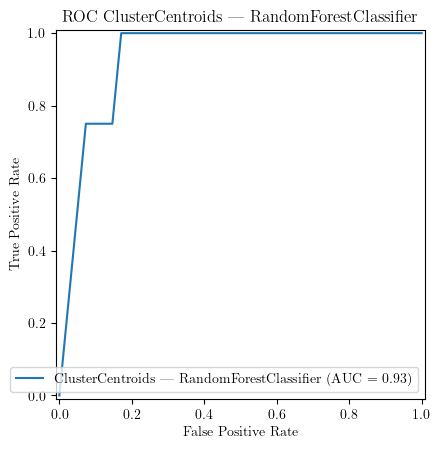 ROC ClusterCentroids — RandomForestClassifier
1.0
0.8
0.6
0.4
0.2
0.0
True Positive Rate
ClusterCentroids — RandomForestClassifier (AUC = 0.93)
0.0 0.2 0.4 0.6 0.8 1.0
False Positive Rate